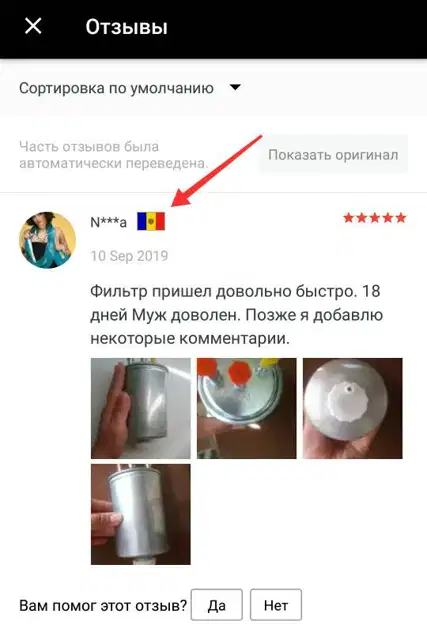 Отзывы
Сортировка по умолчанию
Часть отзывов была
автоматически переведена.
Показать оригинал
N***a
10 Sep 2019
Фильтр пришел довольно быстро. 18
дней Муж доволен. Позже я добавлю
некоторые комментарии.
Вам помог этот отзыв?
Да
Нет